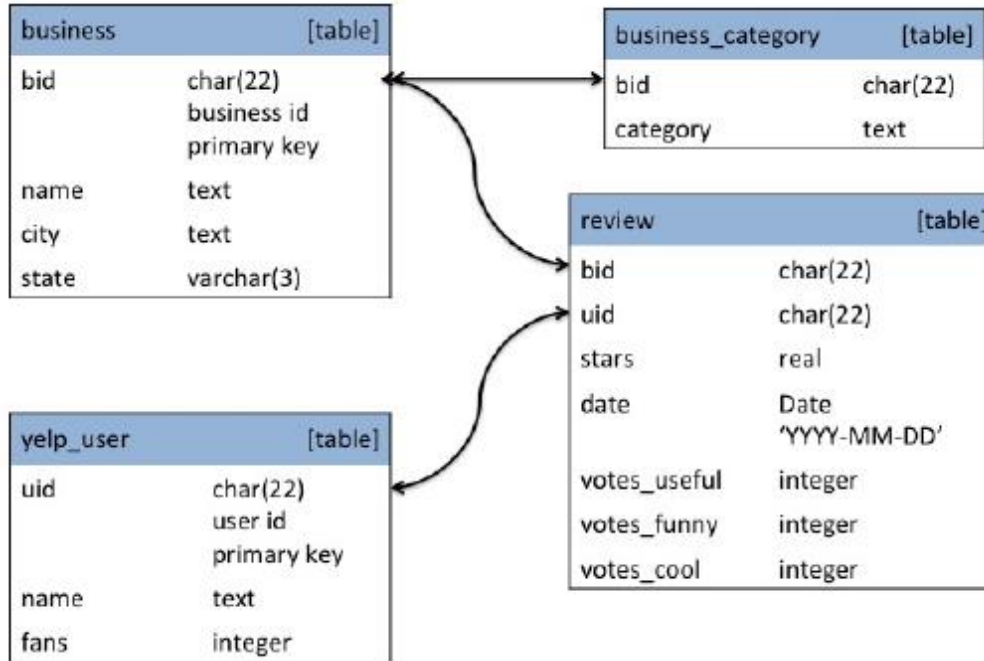 business [table]
bid char(22)
business id
primary key
name text
city text
state varchar(3)
business_category [table]
bid char(22)
category text
review [table]
bid char(22)
uid char(22)
stars real
date Date
‘YYYY-MM-DD’
votes_useful integer
votes_funny integer
votes_cool integer
yelp_user [table]
uid char(22)
user id
primary key
name text
fans integer